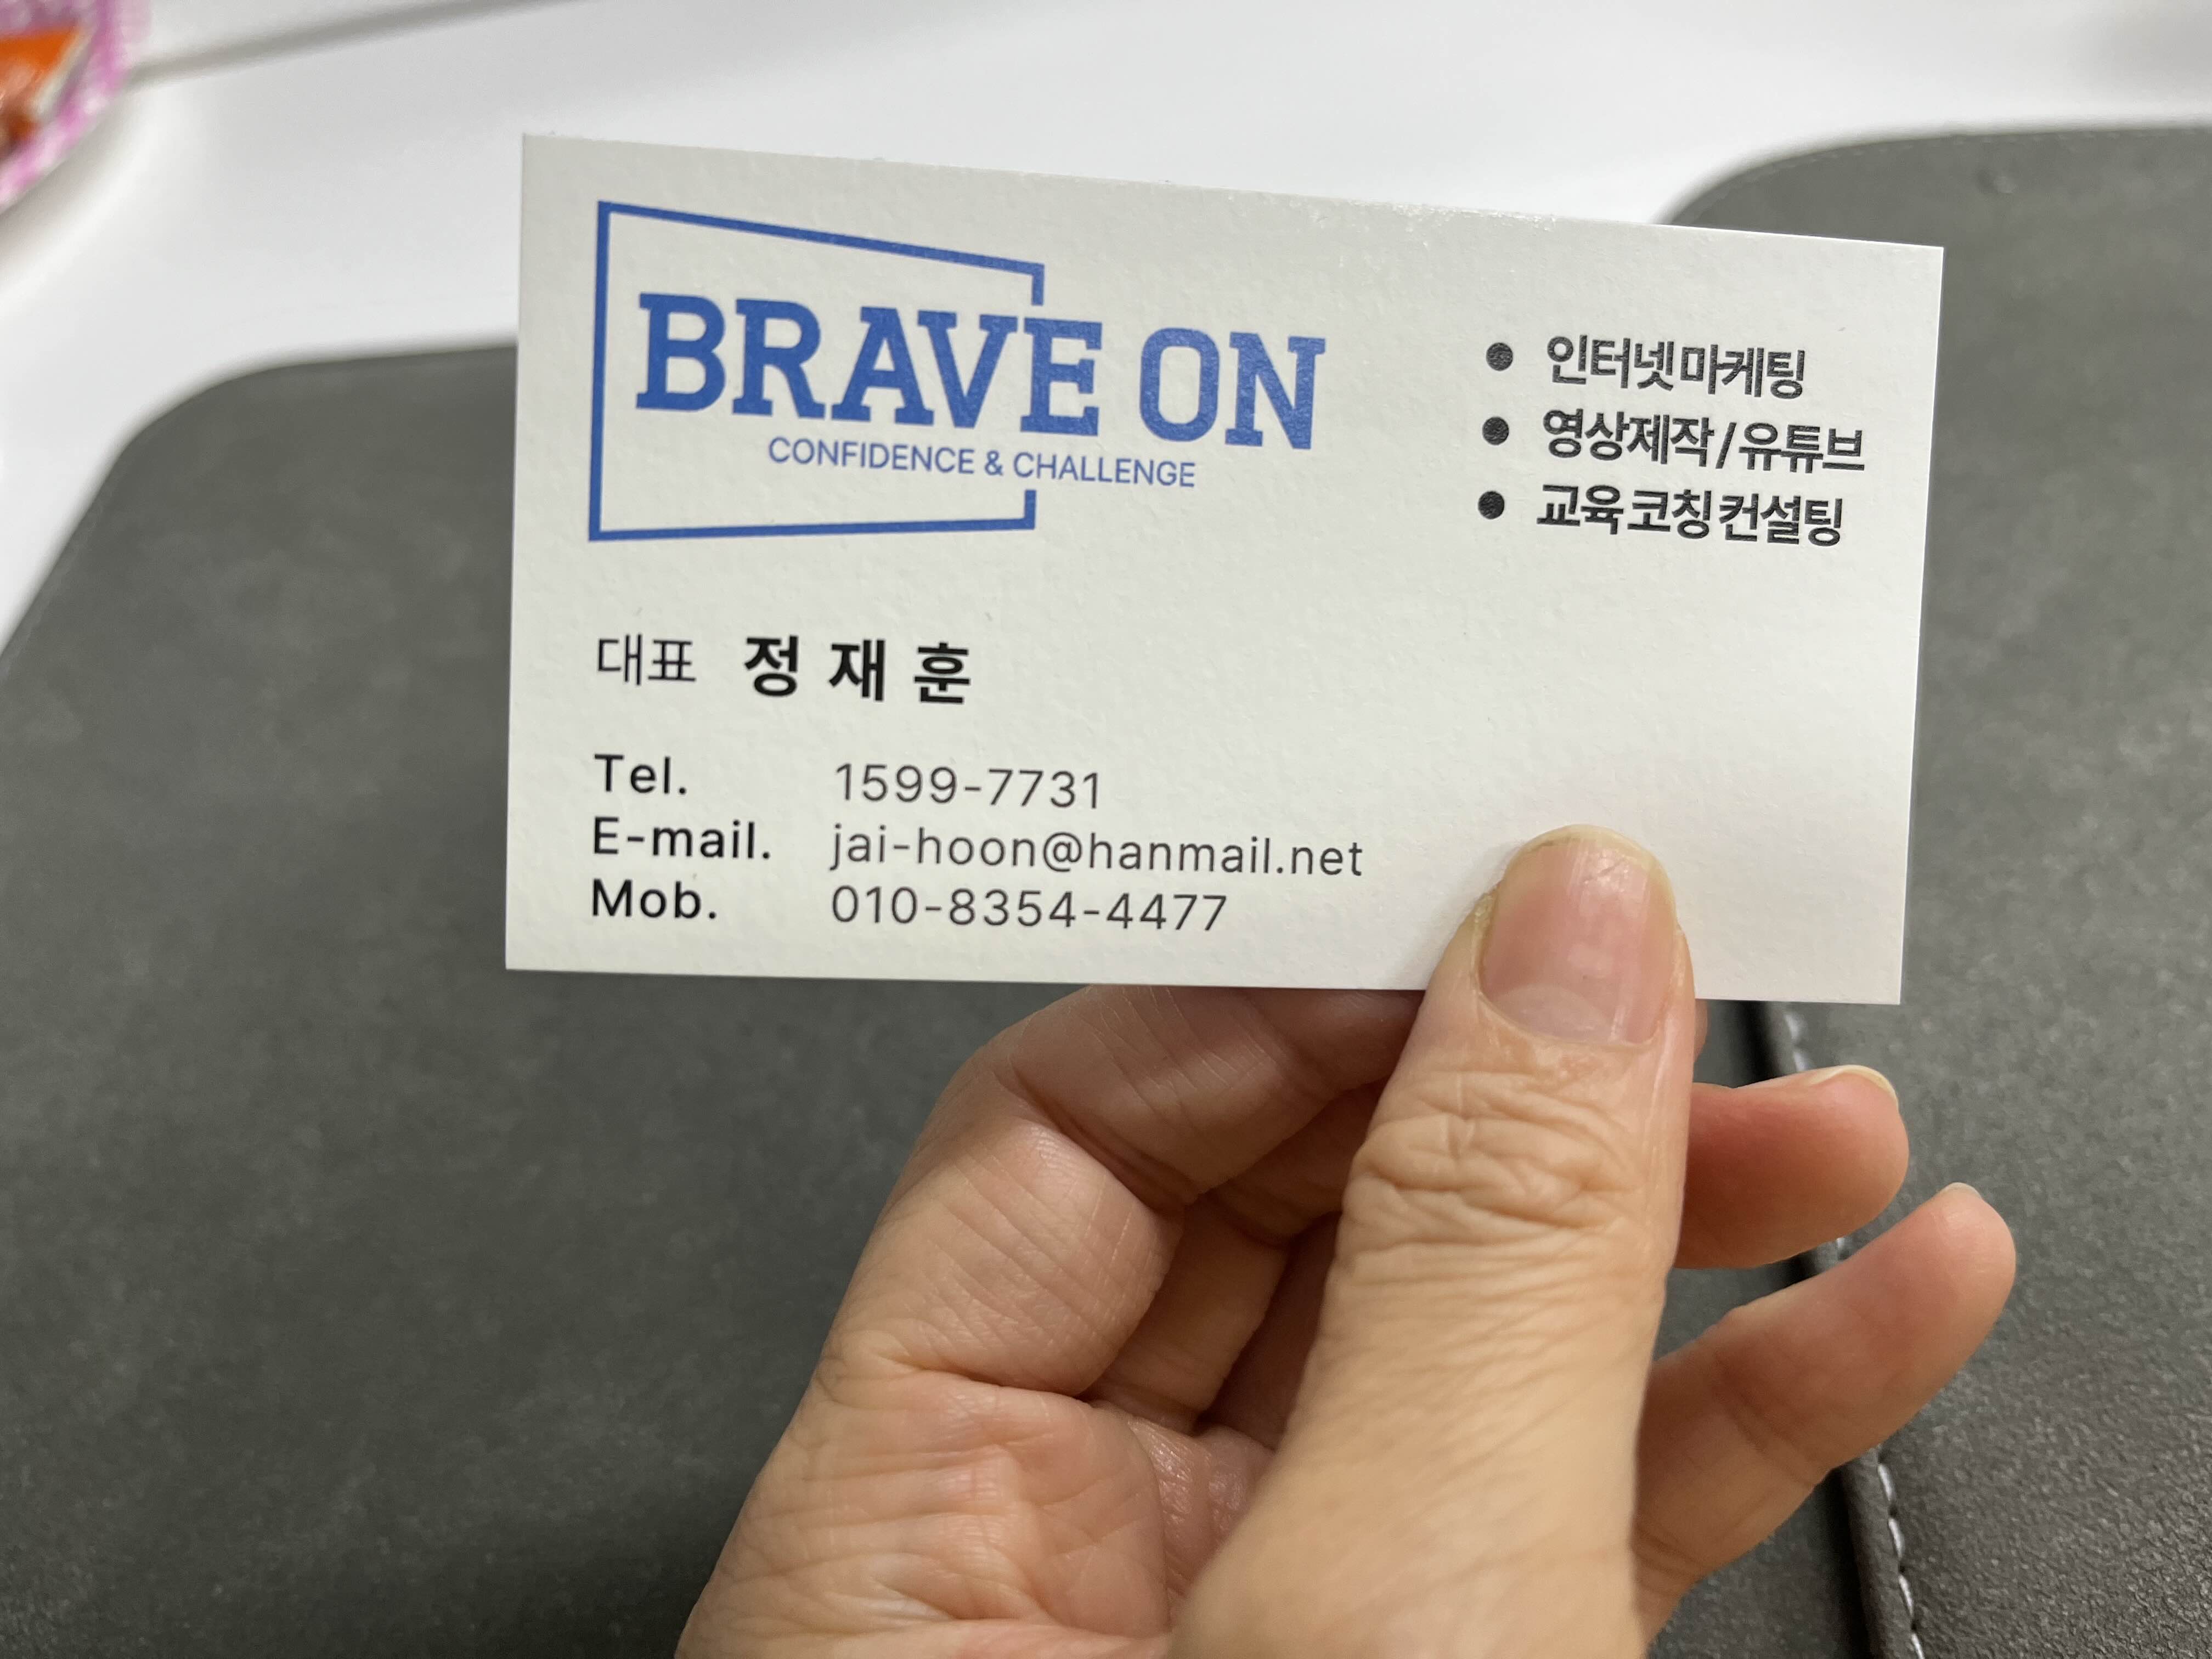 BRAVE ON
CONFIDENCE & CHALLENGE
● 인터넷마케팅
● 영상제작/유튜브
● 교육코칭컨설팅
대표 정재훈
Tel. 1599-7731
E-mail. jai-hoon@hanmail.net
Mob. 010-8354-4477